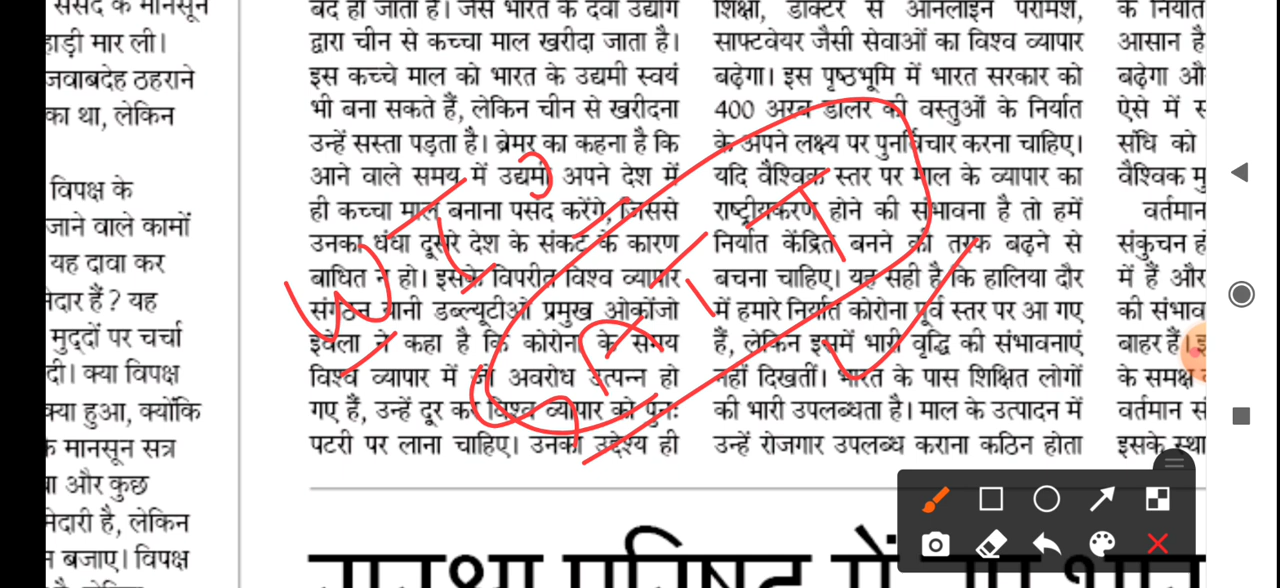 संसद के मानसून
हाड़ी मार ली।
जवाबदेह ठहराने
का था, लेकिन
विपक्ष के
जाने वाले कामों
यह दावा कर
मेदार हैं? यह
मुद्दों पर चर्चा
दी। क्या विपक्ष
क्या हुआ, क्योंकि
के मानसून सत्र
ा और कुछ
मेदारी है, लेकिन
न बजाए। विपक्ष
बंद हो जाता है। जैसे भारत के दवा उद्योग
द्वारा चीन से कच्चा माल खरीदा जाता है।
इस कच्चे माल को भारत के उद्यमी स्वयं
भी बना सकते हैं, लेकिन चीन से खरीदना
उन्हें सस्ता पड़ता है। ब्रेमर का कहना है कि
आने वाले समय में उद्यमी अपने देश में
ही कच्चा माल बनाना पसंद करेंगे, जिससे
उनका धंधा दूसरे देश के संकट के कारण
बाधित न हो। इसके विपरीत विश्व व्यापार
संगठन यानी डब्ल्यूटीओ प्रमुख ओकोंजो
इवेला ने कहा है कि कोरोना के समय
विश्व व्यापार में जो अवरोध उत्पन्न हो
गए हैं, उन्हें दूर कर विश्व व्यापार को पुनः
पटरी पर लाना चाहिए। उनका उद्देश्य ही
शिक्षा, डॉक्टर से ऑनलाइन परामर्श,
साफ्टवेयर जैसी सेवाओं का विश्व व्यापार
बढ़ेगा। इस पृष्ठभूमि में भारत सरकार को
400 अरब डॉलर की वस्तुओं के निर्यात
के अपने लक्ष्य पर पुनर्विचार करना चाहिए।
यदि वैश्विक स्तर पर माल के व्यापार का
राष्ट्रीयकरण होने की संभावना है तो हमें
निर्यात केंद्रित बनने की तरफ बढ़ने से
बचना चाहिए। यह सही है कि हालिया दौर
में हमारे निर्यात कोरोना पूर्व स्तर पर आ गए
हैं, लेकिन इसमें भारी वृद्धि की संभावनाएं
नहीं दिखतीं। भारत के पास शिक्षित लोगों
की भारी उपलब्धता है। माल के उत्पादन में
उन्हें रोजगार उपलब्ध कराना कठिन होता
के निर्यात
आसान है
बढ़ेगा औ
ऐसे में स
संधि को
वैश्विक मु
वर्तमान
संकुचन हं
में हैं और
की संभाव
बाहर हैं। इ
के समक्ष
वर्तमान सं
इसके स्था
GATT